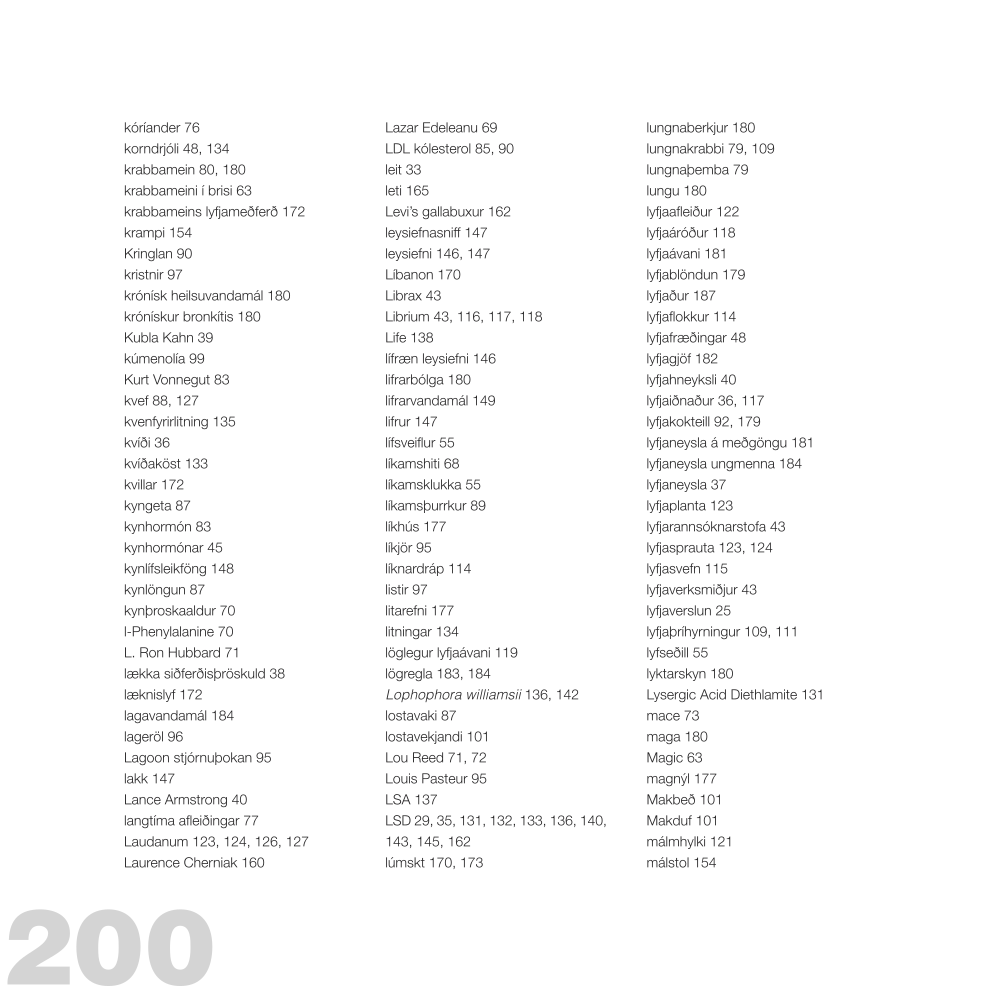 kóríander 76
korndrjóli 48, 134
krabbamein 80, 180
krabbameini í brisi 63
krabbameins lyfjameðferð 172
krampi 154
Kringlan 90
kristnir 97
krónísk heilsuvandamál 180
krónískur bronkítis 180
Kubla Kahn 39
kúmenolía 99
Kurt Vonnegut 83
kvef 88, 127
kvenfyrirlitning 135
kvíði 36
kvíðaköst 133
kvillar 172
kyngeta 87
kynhormón 83
kynhormónar 45
kynlífsleikföng 148
kynlöngun 87
kynþroskaaldur 70
l-Phenylalanine 70
L. Ron Hubbard 71
lækka siðferðisþröskuld 38
læknislyf 172
lagavandamál 184
lageröl 96
Lagoon stjórnuþokan 95
lakk 147
Lance Armstrong 40
langtíma afleiðingar 77
Laudanum 123, 124, 126, 127
Laurence Cherniak 160
Lazar Edeleanu 69
LDL kólesterol 85, 90
leit 33
leti 165
Levi's gallabuxur 162
leysiefnasniff 147
leysiefni 146, 147
Líbanon 170
Librax 43
Librium 43, 116, 117, 118
Life 138
lífræn leysiefni 146
lifrarbólga 180
lifrarvandamál 149
lifrur 147
lífsveiflur 55
líkamshiti 68
líkamsklukka 55
líkamsþurrkur 89
líkhús 177
líkjör 95
líknardráp 114
listir 97
litarefni 177
litningar 134
löglegur lyfjaávani 119
lögregla 183, 184
Lophophora williamsii 136, 142
lostavaki 87
lostavekjandi 101
Lou Reed 71, 72
Louis Pasteur 95
LSA 137
LSD 29, 35, 131, 132, 133, 136, 140,
143, 145, 162
lúmskt 170, 173
lungnaberkjur 180
lungnakrabbi 79, 109
lungnaþemba 79
lungu 180
lyfjaafleiður 122
lyfjaáróður 118
lyfjaávani 181
lyfjablöndun 179
lyfjaður 187
lyfjaflokkur 114
lyfjafræðingar 48
lyfjagjöf 182
lyfjahneyksli 40
lyfjaiðnaður 36, 117
lyfjakokteill 92, 179
lyfjaneysla á meðgöngu 181
lyfjaneysla ungmenna 184
lyfjaneysla 37
lyfjaplanta 123
lyfjarannsóknarstofa 43
lyfjasprauta 123, 124
lyfjasvefn 115
lyfjaverksmiðjur 43
lyfjaverslun 25
lyfjaþríhyrningur 109, 111
lyfseðill 55
lyktarskyn 180
Lysergic Acid Diethlamite 131
mace 73
maga 180
Magic 63
magnýl 177
Makbeð 101
Makduf 101
málmhylki 121
málstol 154
200